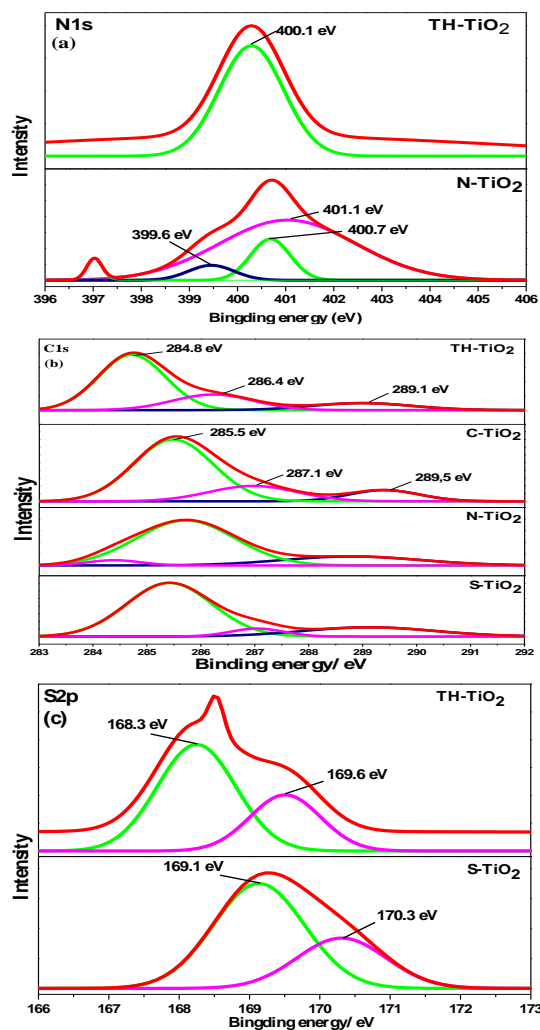 N1s
(a)
400.1 eV
TH-TiO2
Intensity
N-TiO2
401.1 eV
400.7 eV
399.6 eV
396 397 398 399 400 401 402 403 404 405 406
Bingding energy (eV)
C1s
(b)
284.8 eV
TH-TiO2
286.4 eV
289.1 eV
C-TiO2
285.5 eV
287.1 eV
289,5 eV
Intensity
N-TiO2
S-TiO2
283 284 285 286 287 288 289 290 291 292
Binding energy/ eV
S2p
(c)
TH-TiO2
168.3 eV
169.6 eV
Intensity
169.1 eV
S-TiO2
170.3 eV
166 167 168 169 170 171 172 173
Binding energy/ eV